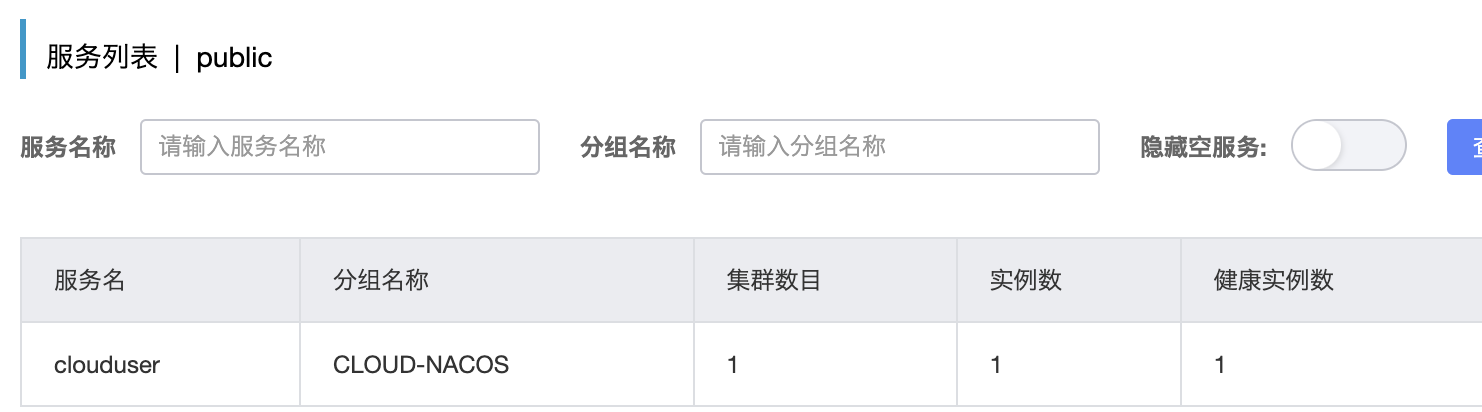 服务列表 | public
服务名称 请输入服务名称 分组名称 请输入分组名称 隐藏空服务:
服务名 分组名称 集群数目 实例数 健康实例数
clouduser CLOUD-NACOS 1 1 1